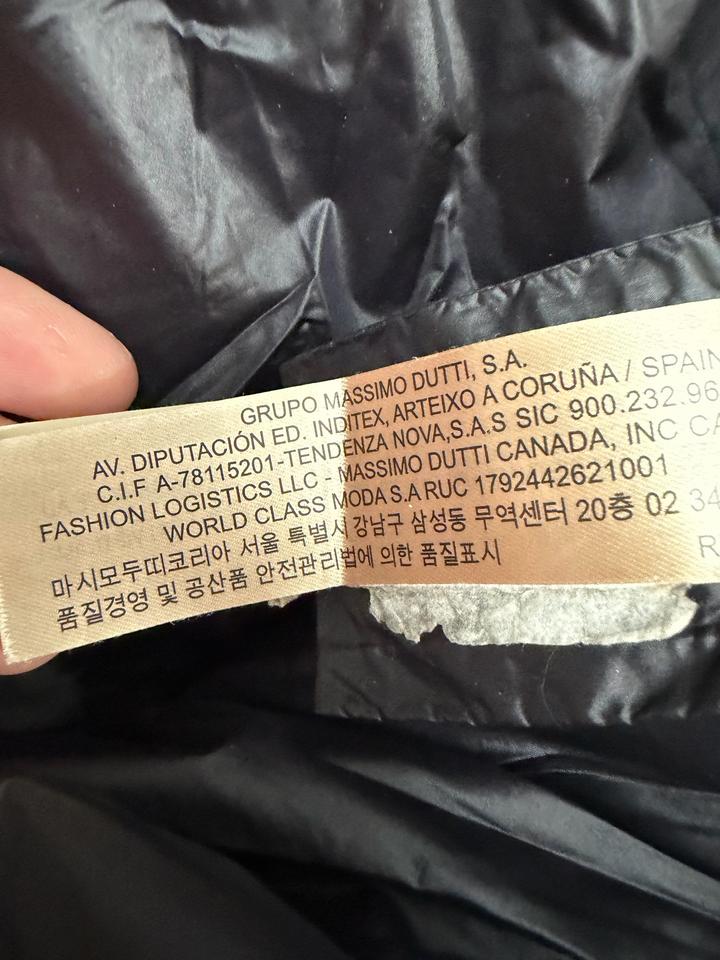 GRUPO MASSIMO DUTTI, S.A.
AV. DIPUTACIÓN ED. INDITEX, ARTEIXO A CORUÑA / SPAIN
C.I.F A-78115201-TENDENZA NOVA,S.A.S SIC 900.232.96
FASHION LOGISTICS LLC - MASSIMO DUTTI CANADA, INC CA
WORLD CLASS MODA S.A RUC 1792442621001
마시모두띠코리아 서울 특별시 강남구 삼성동 무역센터 20층 02 34
품질경영 및 공산품 안전관리법에 의한 품질표시
R